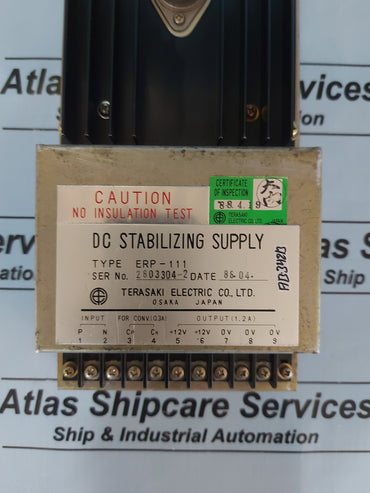 Atlas Shipcare Services
Ship & Industrial Automation
CERTIFICATE
OF INSPECTION
'88.4.19
TERASAKI
ELECTRIC CO., LTD. JAPAN
CAUTION
NO INSULATION TEST
DC STABILIZING SUPPLY
TYPE ERP-111
SER No. 2803304-2 DATE 88.04.
TERASAKI ELECTRIC CO., LTD.
OSAKA JAPAN
INPUT FOR CONV.(0.3A) OUTPUT(1.2A)
P N CP CN +12V +12V 0V 0V 0V
1 2 3 4 5 6 7 8 9
Atlas Shipcare Services
Ship & Industrial Automation